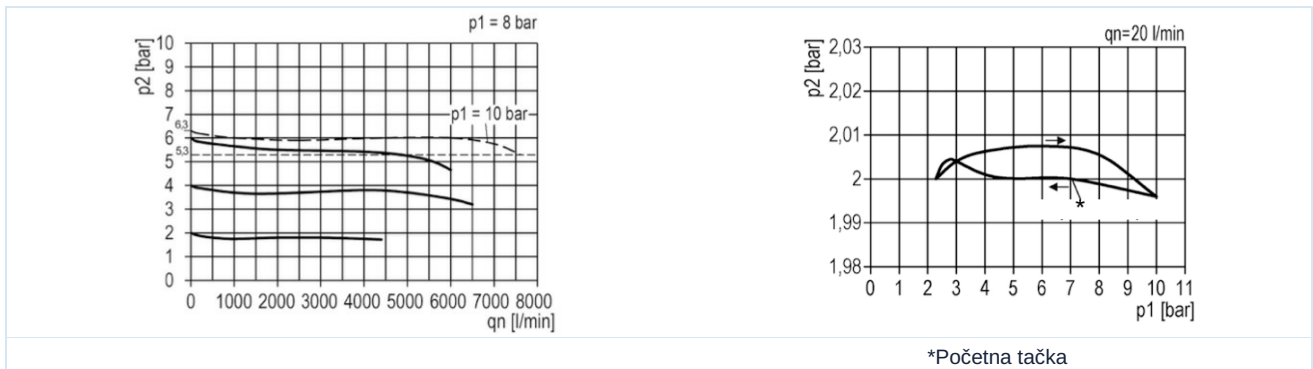 p1 = 8 bar
p2 [bar]
10
9
8
7
6,3
6
5,3
5
4
3
2
1
0
p1 = 10 bar
0 1000 2000 3000 4000 5000 6000 7000 8000
qn [l/min]
qn=20 l/min
p2 [bar]
2,03
2,02
2,01
2
1,99
1,98
*
0 1 2 3 4 5 6 7 8 9 10 11
p1 [bar]
*Početna tačka